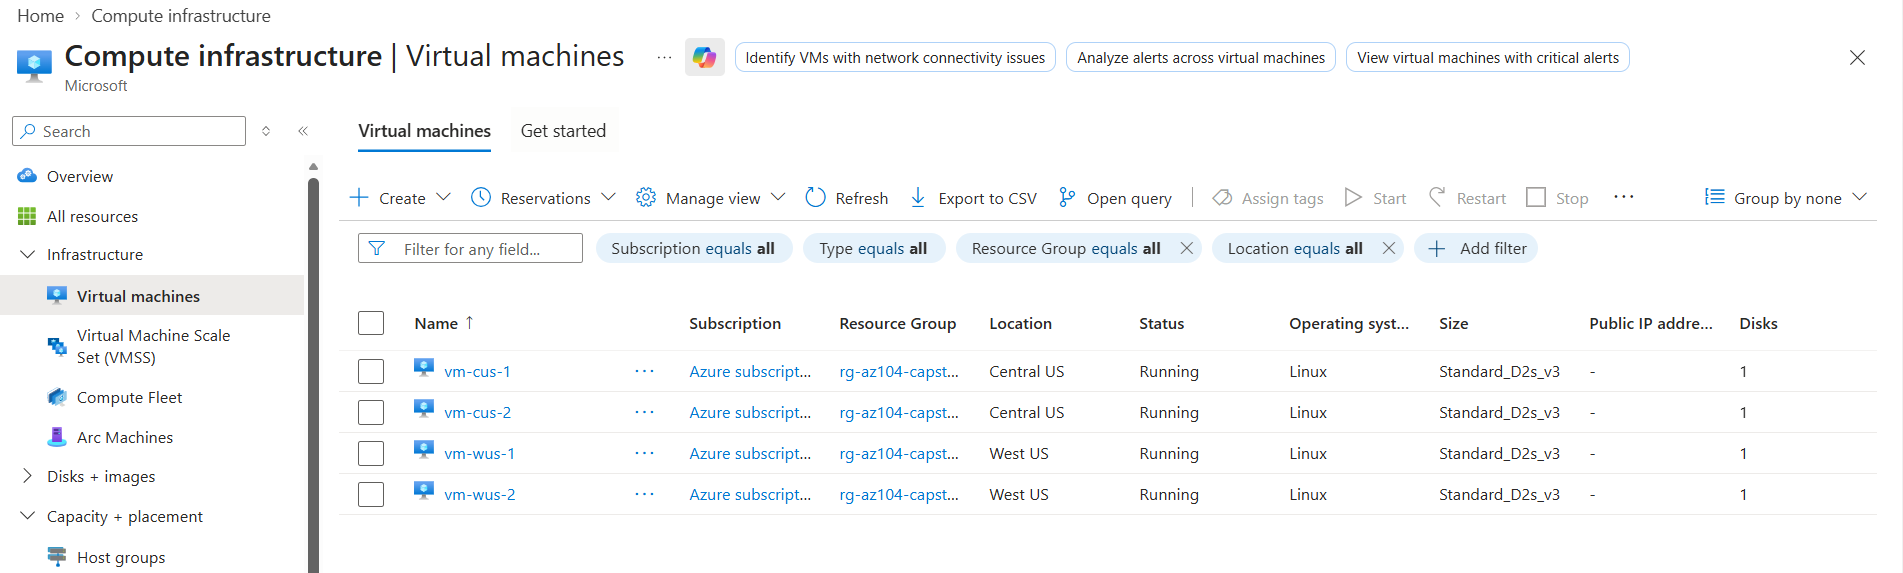 Home > Compute infrastructure
Compute infrastructure | Virtual machines
Microsoft
Identify VMs with network connectivity issues
Analyze alerts across virtual machines
View virtual machines with critical alerts
Search
Overview
All resources
Infrastructure
Virtual machines
Virtual Machine Scale
Set (VMSS)
Compute Fleet
Arc Machines
Disks + images
Capacity + placement
Host groups
Virtual machines Get started
Create Reservations Manage view Refresh Export to CSV Open query Assign tags Start Restart Stop ... Group by none
Filter for any field... Subscription equals all Type equals all Resource Group equals all Location equals all Add filter
Name ↑ Subscription Resource Group Location Status Operating syst... Size Public IP addre... Disks
vm-cus-1 ... Azure subscript... rg-az104-capst... Central US Running Linux Standard_D2s_v3 - 1
vm-cus-2 ... Azure subscript... rg-az104-capst... Central US Running Linux Standard_D2s_v3 - 1
vm-wus-1 ... Azure subscript... rg-az104-capst... West US Running Linux Standard_D2s_v3 - 1
vm-wus-2 ... Azure subscript... rg-az104-capst... West US Running Linux Standard_D2s_v3 - 1